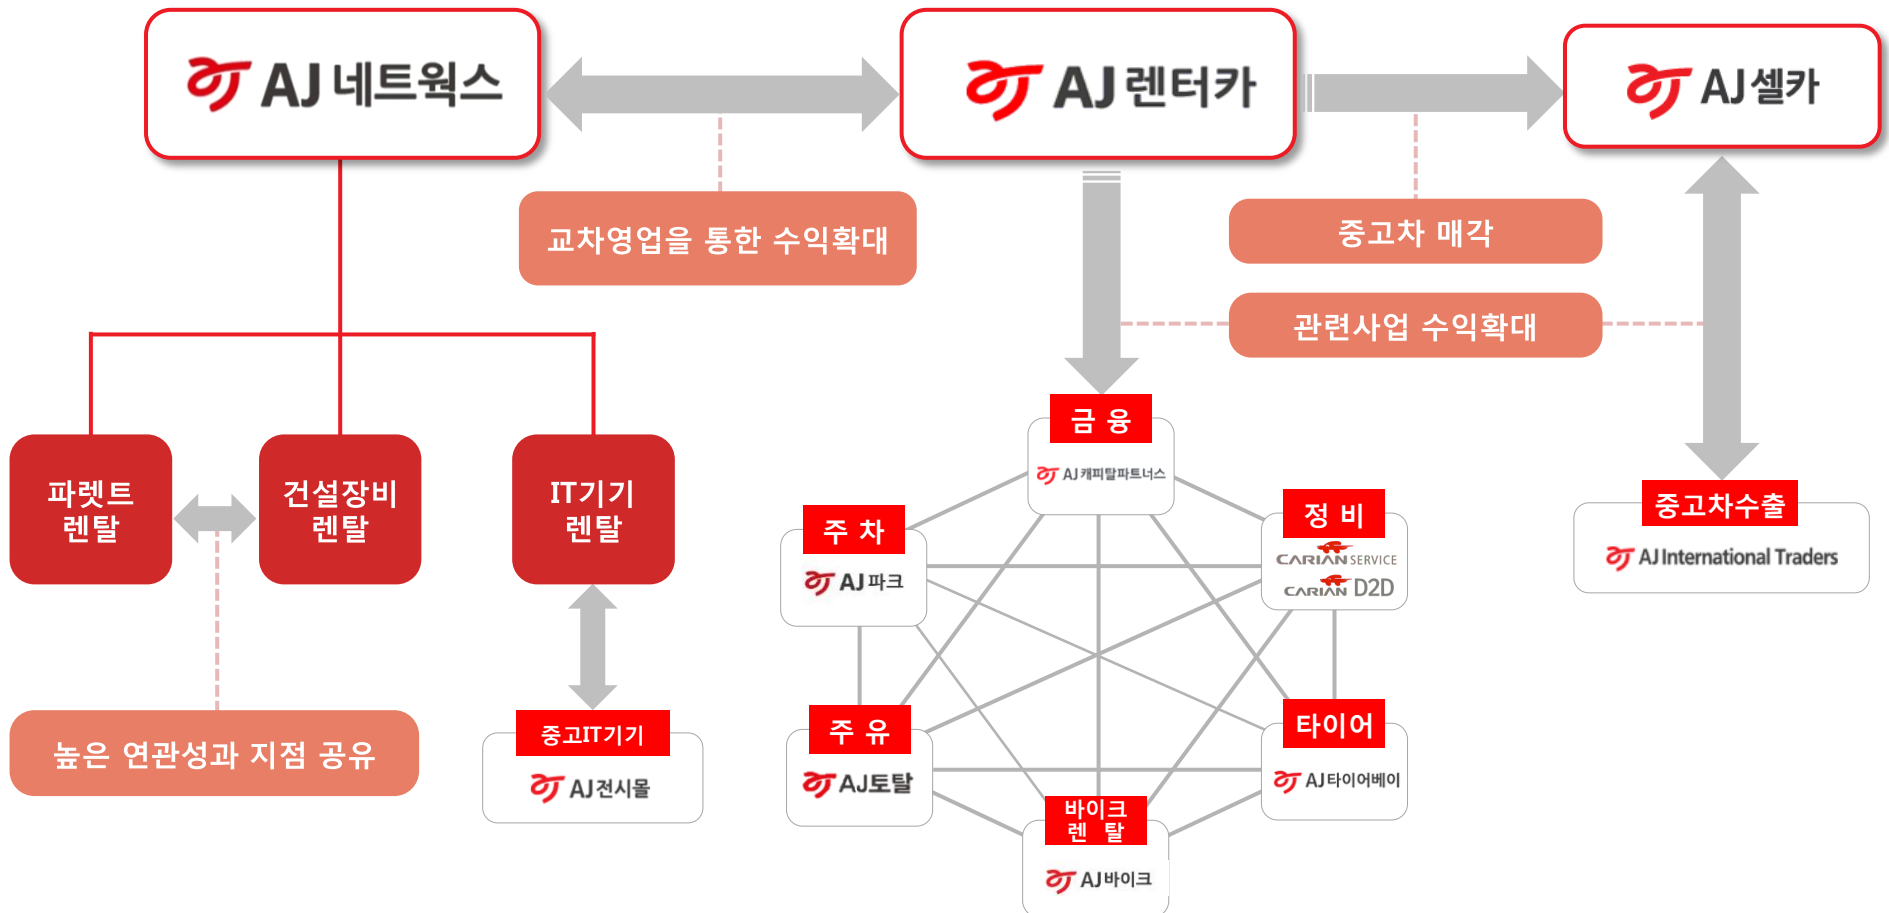 AJ네트웍스
AJ렌터카
AJ셀카
교차영업을 통한 수익확대
중고차 매각
관련사업 수익확대
파렛트
렌탈
건설장비
렌탈
IT기기
렌탈
높은 연관성과 지점 공유
중고IT기기
AJ전시몰
금 융
AJ캐피탈파트너스
주 차
AJ파크
정 비
CARIAN SERVICE
CARIAN D2D
주 유
AJ토탈
타이어
AJ타이어베이
바이크
렌 탈
AJ바이크
중고차수출
AJ International Traders